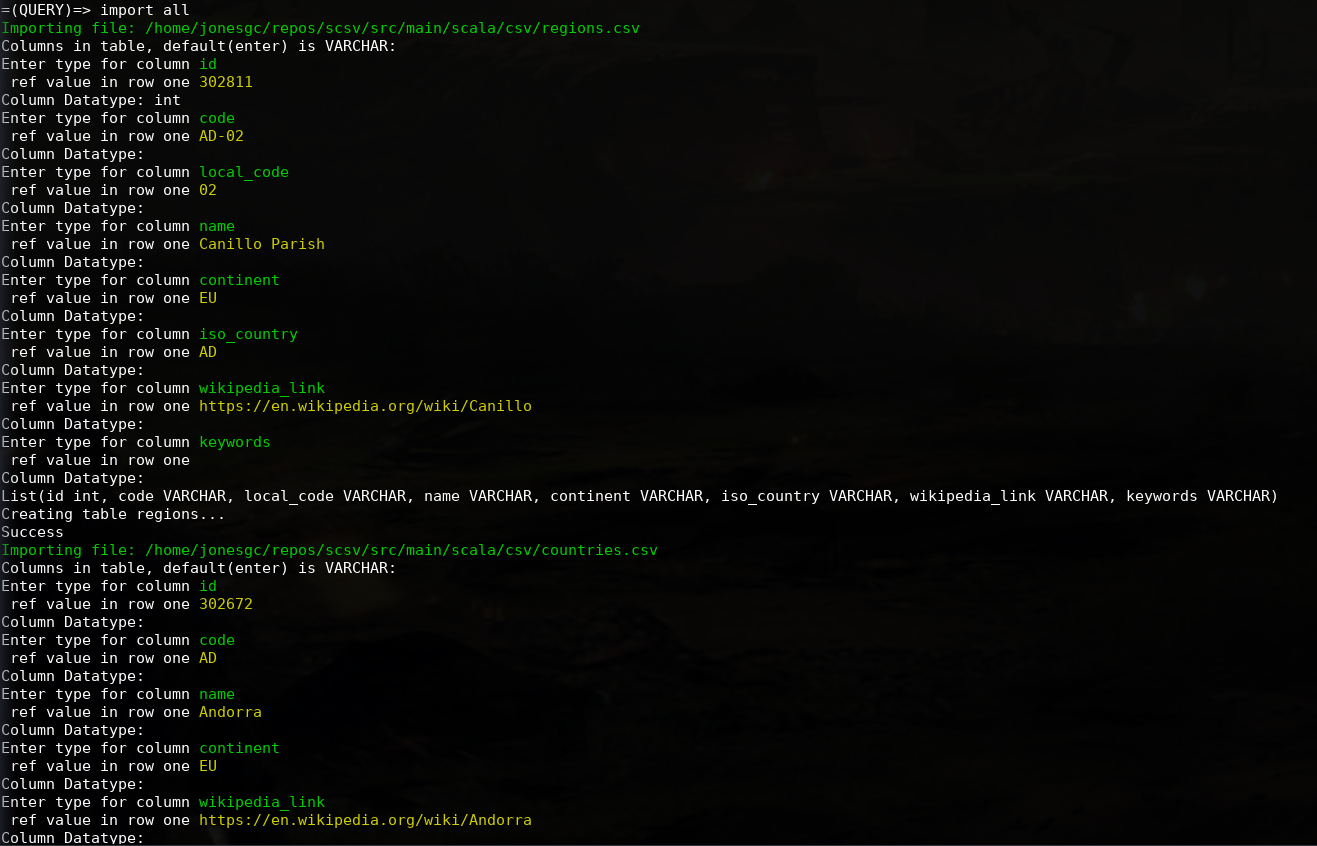 =(QUERY)=> import all
Importing file: /home/jonesgc/repos/scsv/src/main/scala/csv/regions.csv
Columns in table, default(enter) is VARCHAR:
Enter type for column id
 ref value in row one 302811
Column Datatype: int
Enter type for column code
 ref value in row one AD-02
Column Datatype:
Enter type for column local_code
 ref value in row one 02
Column Datatype:
Enter type for column name
 ref value in row one Canillo Parish
Column Datatype:
Enter type for column continent
 ref value in row one EU
Column Datatype:
Enter type for column iso_country
 ref value in row one AD
Column Datatype:
Enter type for column wikipedia_link
 ref value in row one https://en.wikipedia.org/wiki/Canillo
Column Datatype:
Enter type for column keywords
 ref value in row one
Column Datatype:
List(id int, code VARCHAR, local_code VARCHAR, name VARCHAR, continent VARCHAR, iso_country VARCHAR, wikipedia_link VARCHAR, keywords VARCHAR)
Creating table regions...
Success
Importing file: /home/jonesgc/repos/scsv/src/main/scala/csv/countries.csv
Columns in table, default(enter) is VARCHAR:
Enter type for column id
 ref value in row one 302672
Column Datatype:
Enter type for column code
 ref value in row one AD
Column Datatype:
Enter type for column name
 ref value in row one Andorra
Column Datatype:
Enter type for column continent
 ref value in row one EU
Column Datatype:
Enter type for column wikipedia_link
 ref value in row one https://en.wikipedia.org/wiki/Andorra
Column Datatype: